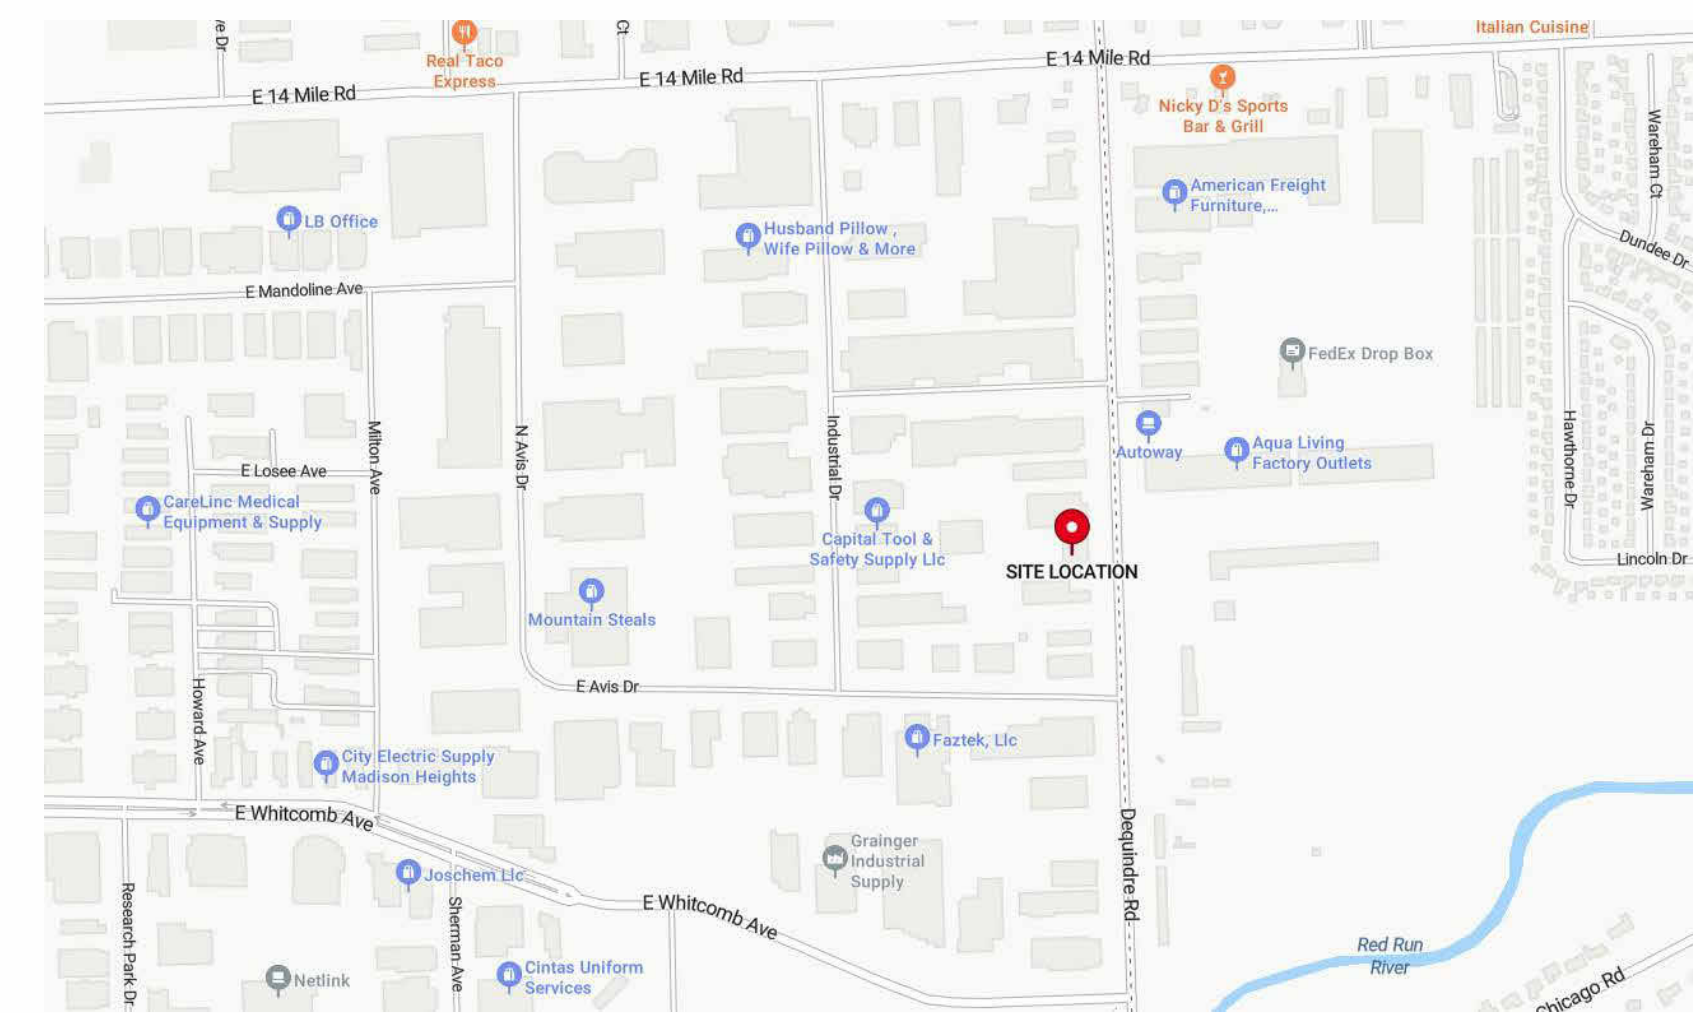 Italian Cuisine
Ct
ve Dr
Real Taco
Express
E 14 Mile Rd
E 14 Mile Rd
E 14 Mile Rd
Nicky D's Sports
Bar & Grill
Wareham Ct
American Freight
Furniture,...
LB Office
Husband Pillow ,
Wife Pillow & More
Dundee Dr
E Mandoline Ave
FedEx Drop Box
Milton Ave
N Avis Dr
Industrial Dr
Autoway
Aqua Living
Factory Outlets
Hawthorne Dr
Wareham Dr
E Losee Ave
CareLinc Medical
Equipment & Supply
Capital Tool &
Safety Supply Llc
SITE LOCATION
Lincoln Dr
Mountain Steals
E Avis Dr
Howard Ave
Faztek, Llc
City Electric Supply
Madison Heights
E Whitcomb Ave
Dequindre Rd
Grainger
Industrial
Supply
Joschem Llc
Research Park Dr
Sherman Ave
E Whitcomb Ave
Red Run
River
Cintas Uniform
Services
Netlink
Chicago Rd